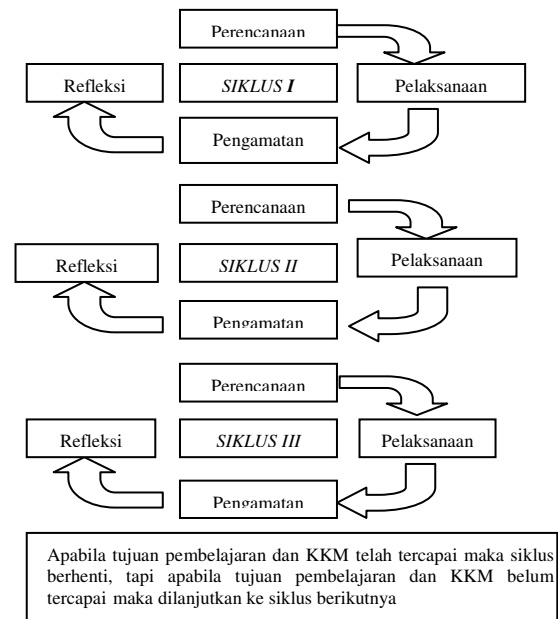 Perencanaan
Refleksi
SIKLUS I
Pelaksanaan
Pengamatan
Perencanaan
Refleksi
SIKLUS II
Pelaksanaan
Pengamatan
Perencanaan
Refleksi
SIKLUS III
Pelaksanaan
Pengamatan
Apabila tujuan pembelajaran dan KKM telah tercapai maka siklus
berhenti, tapi apabila tujuan pembelajaran dan KKM belum
tercapai maka dilanjutkan ke siklus berikutnya